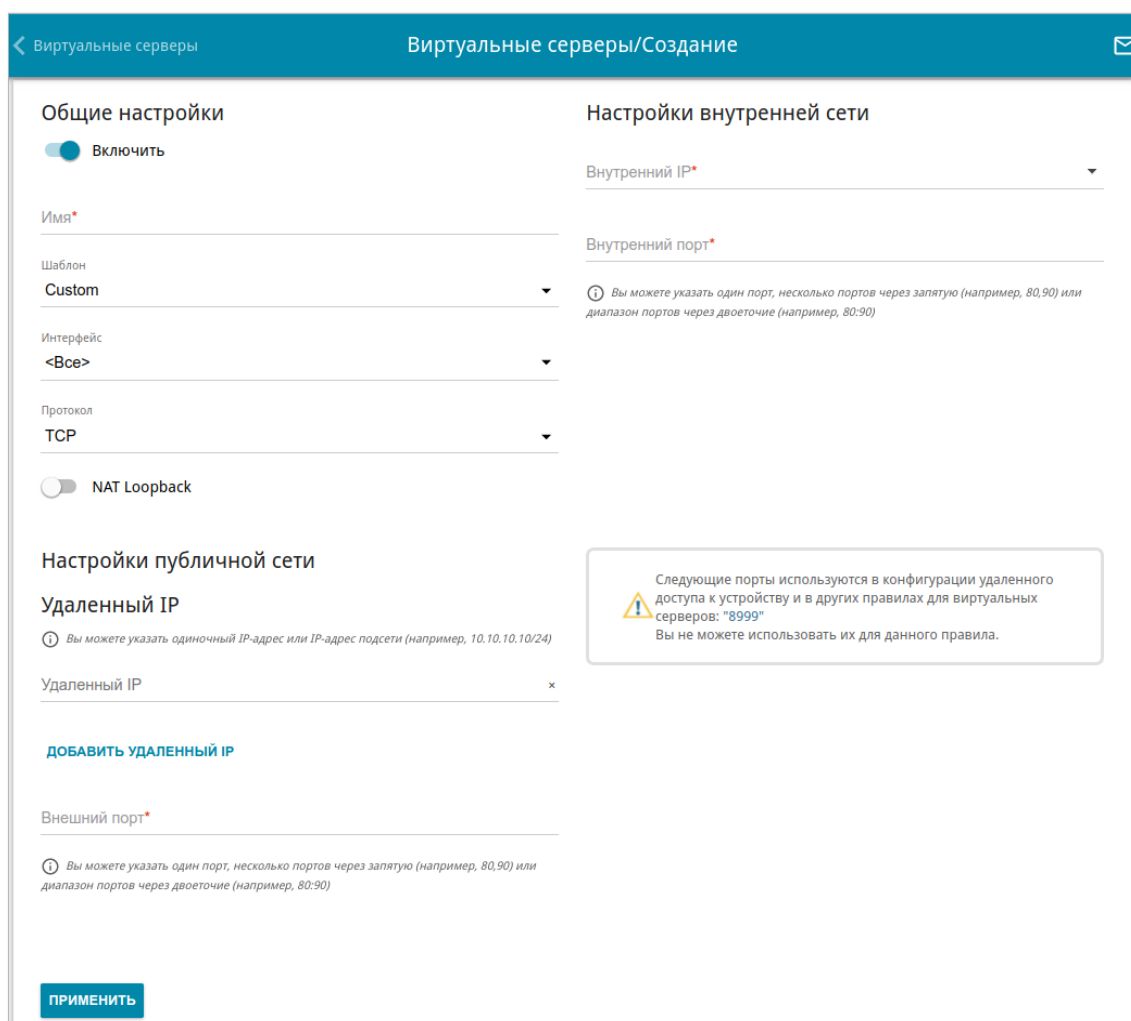 Виртуальные серверы
Виртуальные серверы/Создание
Общие настройки
Включить
Имя*
Шаблон
Custom
Интерфейс
<Все>
Протокол
TCP
NAT Loopback
Настройки внутренней сети
Внутренний IP*
Внутренний порт*
Вы можете указать один порт, несколько портов через запятую (например, 80,90) или
диапазон портов через двоеточие (например, 80:90)
Настройки публичной сети
Удаленный IP
Вы можете указать одиночный IP-адрес или IP-адрес подсети (например, 10.10.10.10/24)
Удаленный IP ×
ДОБАВИТЬ УДАЛЕННЫЙ IP
Внешний порт*
Вы можете указать один порт, несколько портов через запятую (например, 80,90) или
диапазон портов через двоеточие (например, 80:90)
Следующие порты используются в конфигурации удаленного
доступа к устройству и в других правилах для виртуальных
серверов: "8999"
Вы не можете использовать их для данного правила.
ПРИМЕНИТЬ